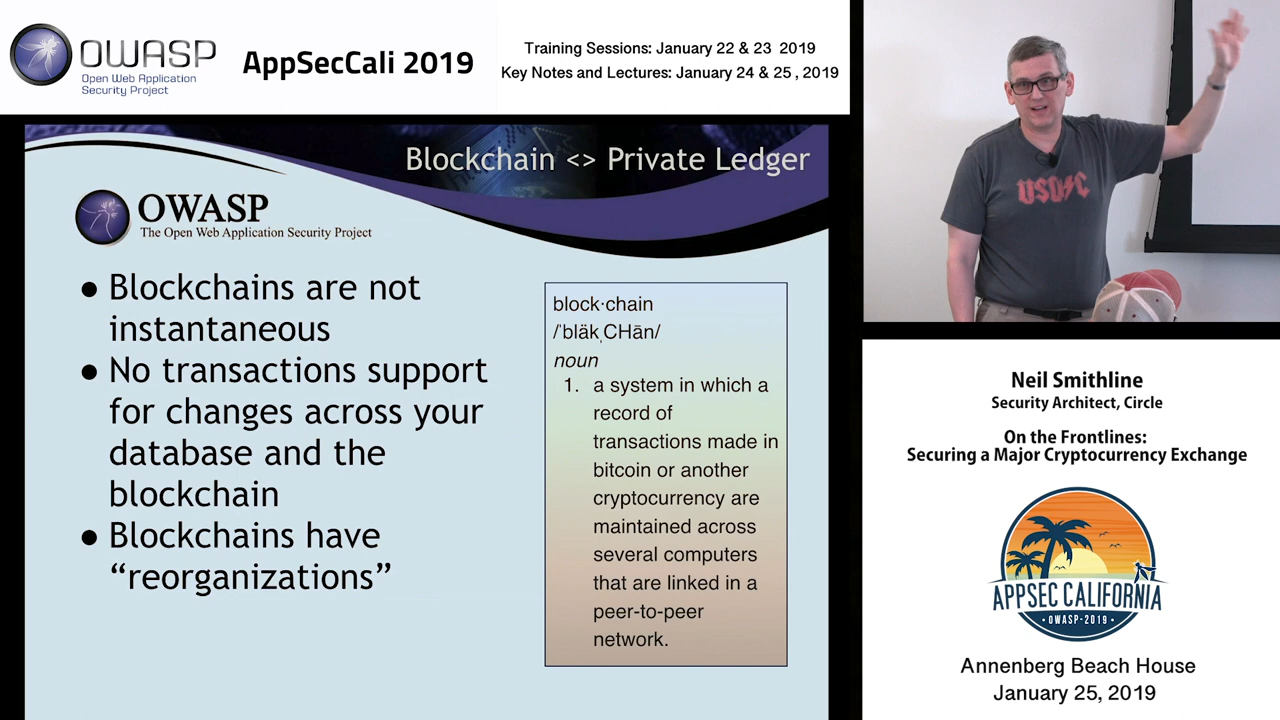 OWASP
Open Web Application
Security Project
AppSecCali 2019
Training Sessions: January 22 & 23 2019
Key Notes and Lectures: January 24 & 25 , 2019
Blockchain <> Private Ledger
OWASP
The Open Web Application Security Project
● Blockchains are not
instantaneous
● No transactions support
for changes across your
database and the
blockchain
● Blockchains have
“reorganizations”
block·chain
/ˈbläkˌCHān/
noun
1. a system in which a
record of
transactions made in
bitcoin or another
cryptocurrency are
maintained across
several computers
that are linked in a
peer-to-peer
network.
Neil Smithline
Security Architect, Circle
On the Frontlines:
Securing a Major Cryptocurrency Exchange
APPSEC CALIFORNIA
• OWASP-2019 •
Annenberg Beach House
January 25, 2019